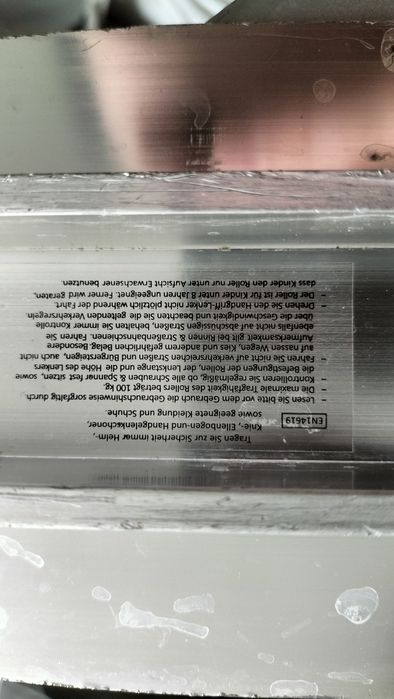 Tragen Sie zur Sicherheit immer Helm-,
Knie-, Ellenbogen-und Handgelenkschoner,
sowie geeignete Kleidung und Schuhe.
EN14619
– Lesen Sie bitte vor dem Gebrauch die Gebrauchshinweise sorgfältig durch.
– Die maximale Tragfähigkeit des Rollers beträgt 100 kg.
– Kontrollieren Sie regelmäßig, ob alle Schrauben & Spanner fest sitzen, sowie
die Befestigungen der Rollen, der Lenkstange und die Höhe des Lenkers
– Fahren Sie nicht auf verkehrsreichen Straßen und Bürgersteigen, auch nicht
auf nassen Wegen, Kies und anderen gefährlichen Belag. Besondere
Aufmerksamkeit gilt bei Rinnen & Straßenbahnschienen. Fahren Sie
ebenfalls nicht auf abschüssigen Straßen, behalten Sie immer Kontrolle
über die Geschwindigkeit und beachten Sie die geltenden Verkehrsregeln.
– Drehen Sie den Handgriff-Lenker nicht plötzlich während der Fahrt.
– Der Roller ist für Kinder unter 8 Jahren ungeeignet. Ferner wird geraten,
dass Kinder den Roller nur unter Aufsicht Erwachsener benutzen.